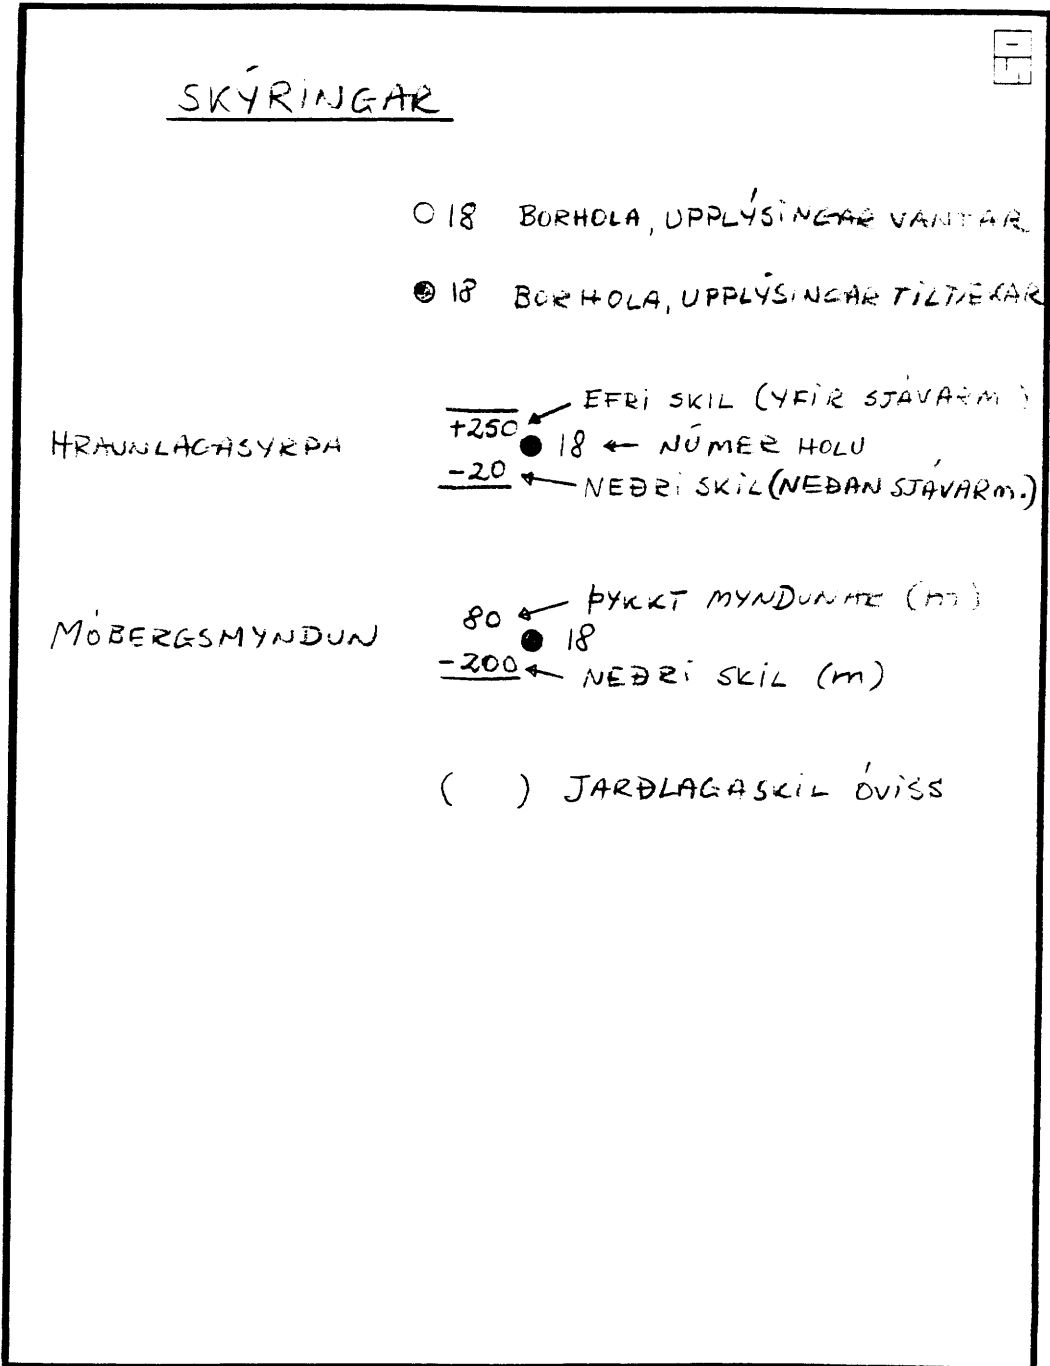 SKÝRINGAR
18 BORHOLA, UPPLÝSINGAR VANTAR
18 BORHOLA, UPPLÝSINGAR TILTÆKAR
EFRI SKIL (YFIR SJÁVARM.)
+250
HRAUNLAGASYRPA
18 ← NÚMER HOLU
-20
NEÐRI SKIL (NEÐAN SJÁVARM.)
ÞYKKT MYNDUNAR (m)
80
MÓBERGSMYNDUN
18
-200
NEÐRI SKIL (m)
( ) JARÐLAGASKIL ÓVISS